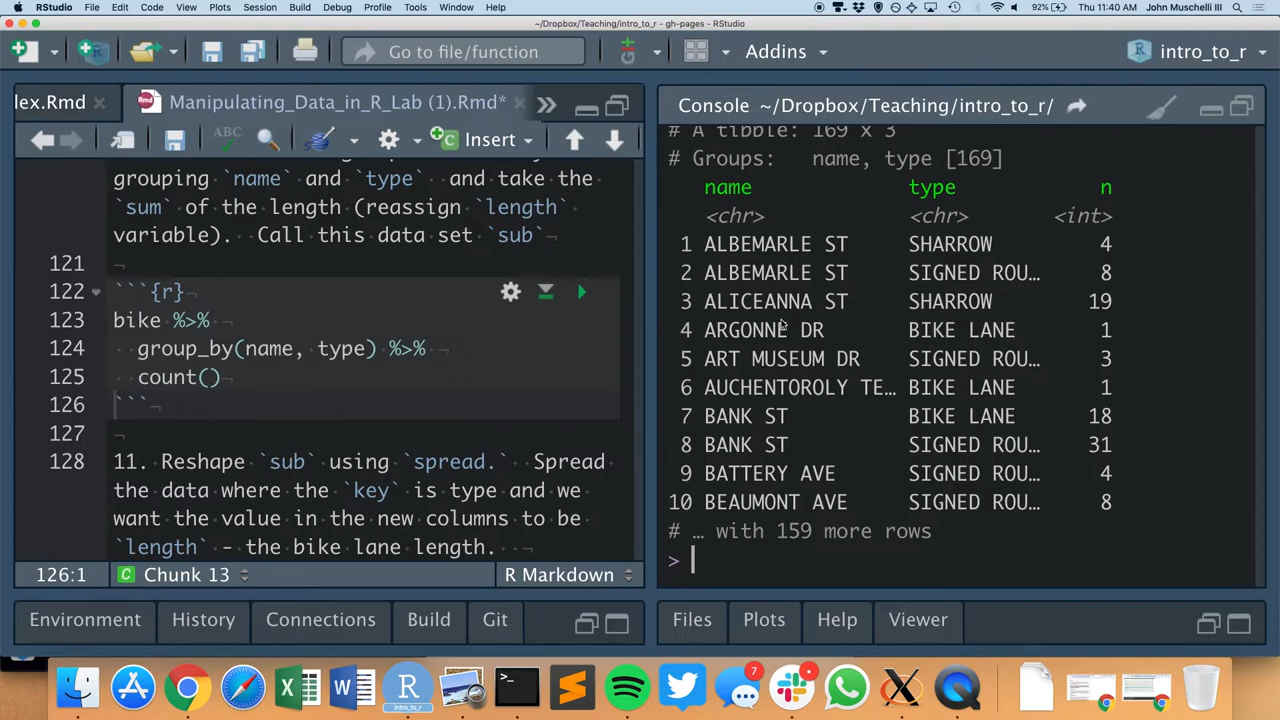 RStudio File Edit Code View Plots Session Build Debug Profile Tools Window Help 92% Thu 11:40 AM John Muschelli III
~/Dropbox/Teaching/intro_to_r - gh-pages - RStudio
Go to file/function Addins intro_to_r
lex.Rmd Manipulating_Data_in_R_Lab (1).Rmd*
ABC Insert
grouping `name` and `type` and take the
`sum` of the length (reassign `length`
variable). Call this data set `sub`
121
122 ```{r}
123 bike %>%
124 group_by(name, type) %>%
125 count()
126 ```
127
128 11. Reshape `sub` using `spread.` Spread
the data where the `key` is type and we
want the value in the new columns to be
`length` - the bike lane length.
126:1 Chunk 13 R Markdown
Environment History Connections Build Git
Console ~/Dropbox/Teaching/intro_to_r/
# A tibble: 169 x 3
# Groups: name, type [169]
name type n
<chr> <chr> <int>
1 ALBEMARLE ST SHARROW 4
2 ALBEMARLE ST SIGNED ROU… 8
3 ALICEANNA ST SHARROW 19
4 ARGONNE DR BIKE LANE 1
5 ART MUSEUM DR SIGNED ROU… 3
6 AUCHENTOROLY TE… BIKE LANE 1
7 BANK ST BIKE LANE 18
8 BANK ST SIGNED ROU… 31
9 BATTERY AVE SIGNED ROU… 4
10 BEAUMONT AVE SIGNED ROU… 8
# … with 159 more rows
>
Files Plots Help Viewer
R
intro_to_r
7